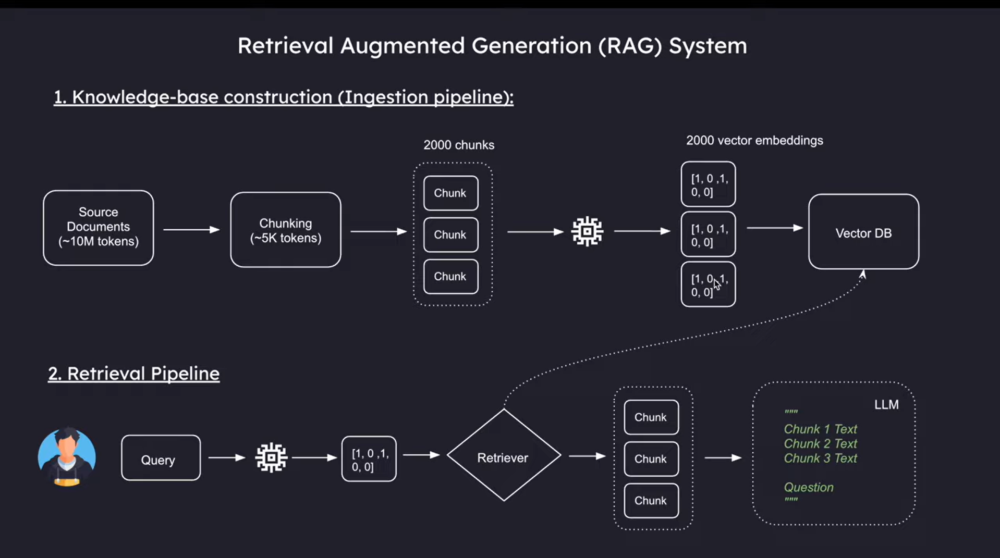 Retrieval Augmented Generation (RAG) System
1. Knowledge-base construction (Ingestion pipeline):
2000 chunks
2000 vector embeddings
Source
Documents
(~10M tokens)
Chunking
(~5K tokens)
Chunk
Chunk
Chunk
[1, 0 ,1,
0, 0]
[1, 0 ,1,
0, 0]
[1, 0 ,1,
0, 0]
Vector DB
2. Retrieval Pipeline
Query
[1, 0 ,1,
0, 0]
Retriever
Chunk
Chunk
Chunk
LLM
"""
Chunk 1 Text
Chunk 2 Text
Chunk 3 Text
Question
"""